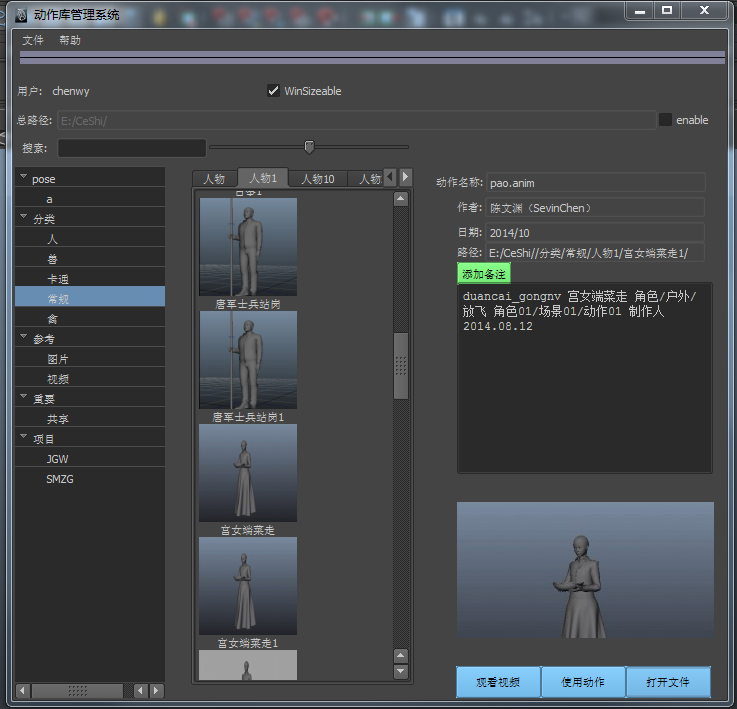 动作库管理系统
文件 帮助
用户: chenwy
WinSizeable
总路径: E:/CeShi/
enable
搜索:
pose
a
分类
人
兽
卡通
常规
禽
参考
图片
视频
重要
共享
项目
JGW
SMZG
人物 人物1 人物10 人物
唐军士兵站岗
唐军士兵站岗1
宫女端菜走
宫女端菜走1
动作名称: pao.anim
作者: 陈文渊（SevinChen）
日期: 2014/10
路径: E:/CeShi//分类/常规/人物1/宫女端菜走1/
添加备注
duancai_gongnv 宫女端菜走 角色/户外/
放飞 角色01/场景01/动作01 制作人
2014.08.12
观看视频 使用动作 打开文件